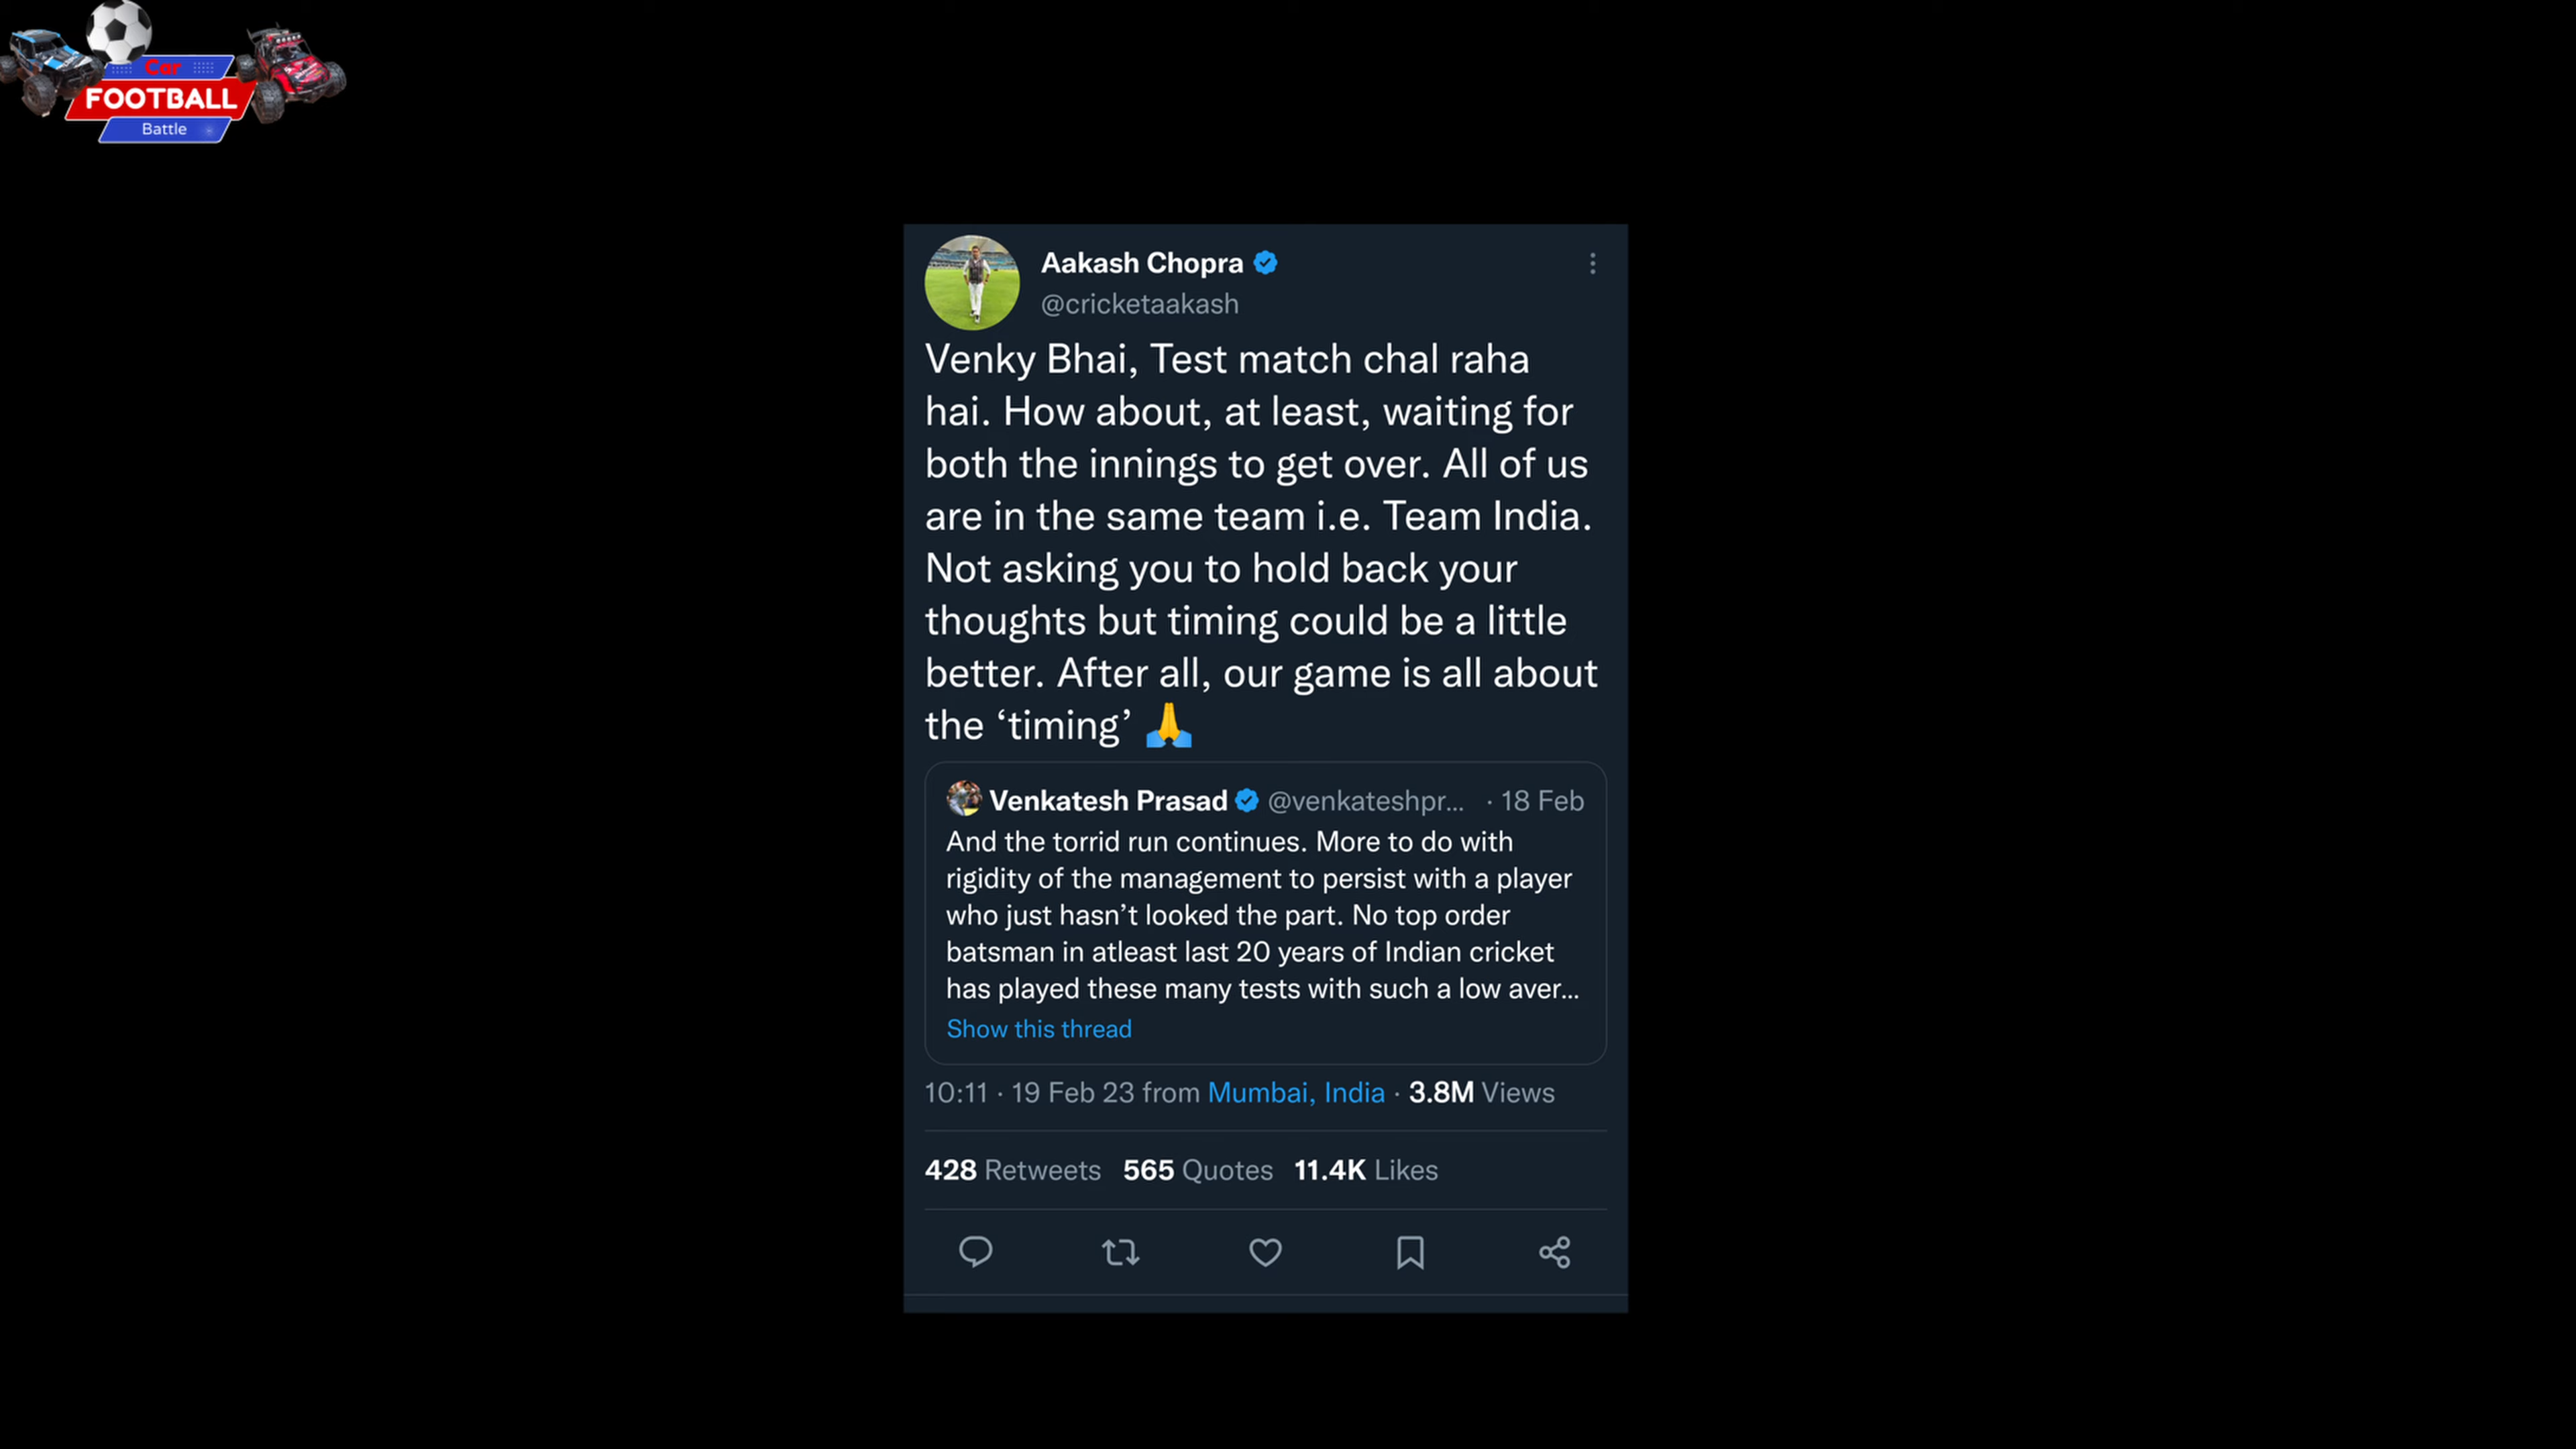 Car
FOOTBALL
Battle
Aakash Chopra
@cricketaakash
Venky Bhai, Test match chal raha
hai. How about, at least, waiting for
both the innings to get over. All of us
are in the same team i.e. Team India.
Not asking you to hold back your
thoughts but timing could be a little
better. After all, our game is all about
the ‘timing’ 🙏
Venkatesh Prasad @venkateshpr... · 18 Feb
And the torrid run continues. More to do with
rigidity of the management to persist with a player
who just hasn’t looked the part. No top order
batsman in atleast last 20 years of Indian cricket
has played these many tests with such a low aver...
Show this thread
10:11 · 19 Feb 23 from Mumbai, India · 3.8M Views
428 Retweets 565 Quotes 11.4K Likes